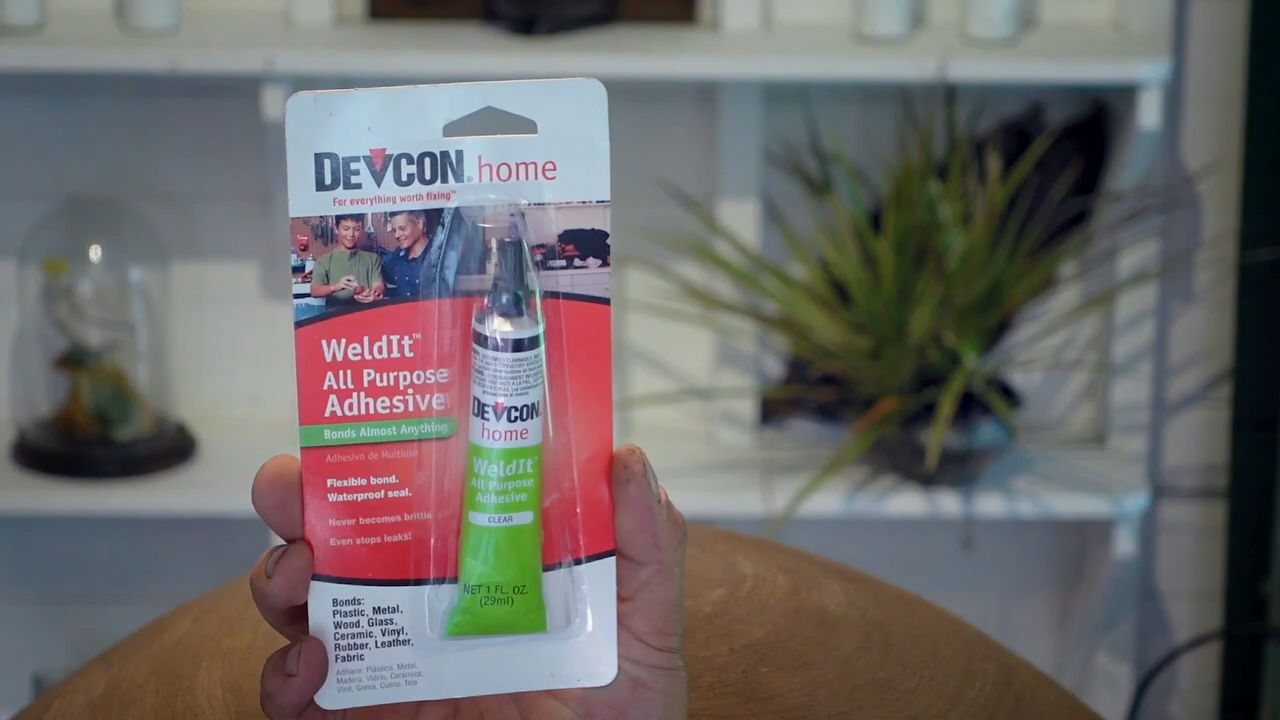 DEVCON® home
For everything worth fixing™
WeldIt™
All Purpose
Adhesive
Bonds Almost Anything
Adhesivo de Multiuso
Flexible bond.
Waterproof seal.
Never becomes brittle
Even stops leaks!
Bonds:
Plastic, Metal,
Wood, Glass,
Ceramic, Vinyl,
Rubber, Leather,
Fabric
Adhiere: Plástico, Metal,
Madera, Vidrio, Cerámica,
Vinil, Goma, Cuero, Tela
DEVCON
home
WeldIt™
All Purpose
Adhesive
CLEAR
NET 1 FL. OZ.
(29ml)